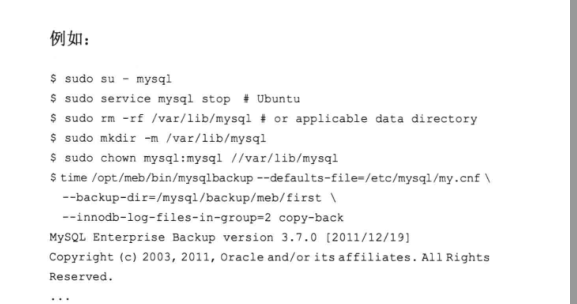 例如：
$ sudo su - mysql
$ sudo service mysql stop # Ubuntu
$ sudo rm -rf /var/lib/mysql # or applicable data directory
$ sudo mkdir -m /var/lib/mysql
$ sudo chown mysql:mysql //var/lib/mysql
$ time /opt/meb/bin/mysqlbackup --defaults-file=/etc/mysql/my.cnf \
--backup-dir=/mysql/backup/meb/first \
--innodb-log-files-in-group=2 copy-back
MySQL Enterprise Backup version 3.7.0 [2011/12/19]
Copyright (c) 2003, 2011, Oracle and/or its affiliates. All Rights
Reserved.
...